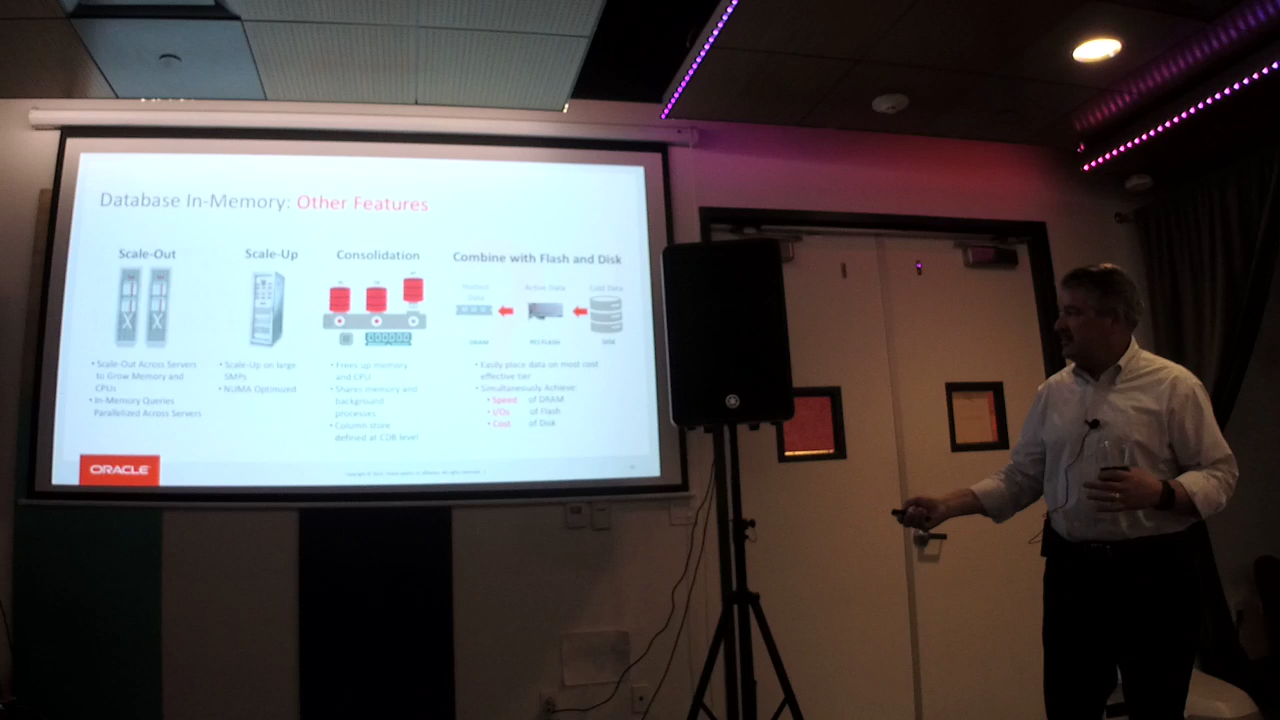 Database In-Memory: Other Features
Scale-Out
Scale-Up
Consolidation
Combine with Flash and Disk
Active Data
Cold Data
DRAM
PCI FLASH
DISK
• Scale-Out Across Servers
to Grow Memory and
CPUs
• In-Memory Queries
Parallelized Across Servers
• Scale-Up on large
SMPs
• NUMA Optimized
• Frees up memory
and CPU
• Shares memory and
background
processes
• Column store
defined at CDB level
• Easily place data on most cost
effective tier
• Simultaneously Achieve:
• Speed of DRAM
• I/Os of Flash
• Cost of Disk
ORACLE